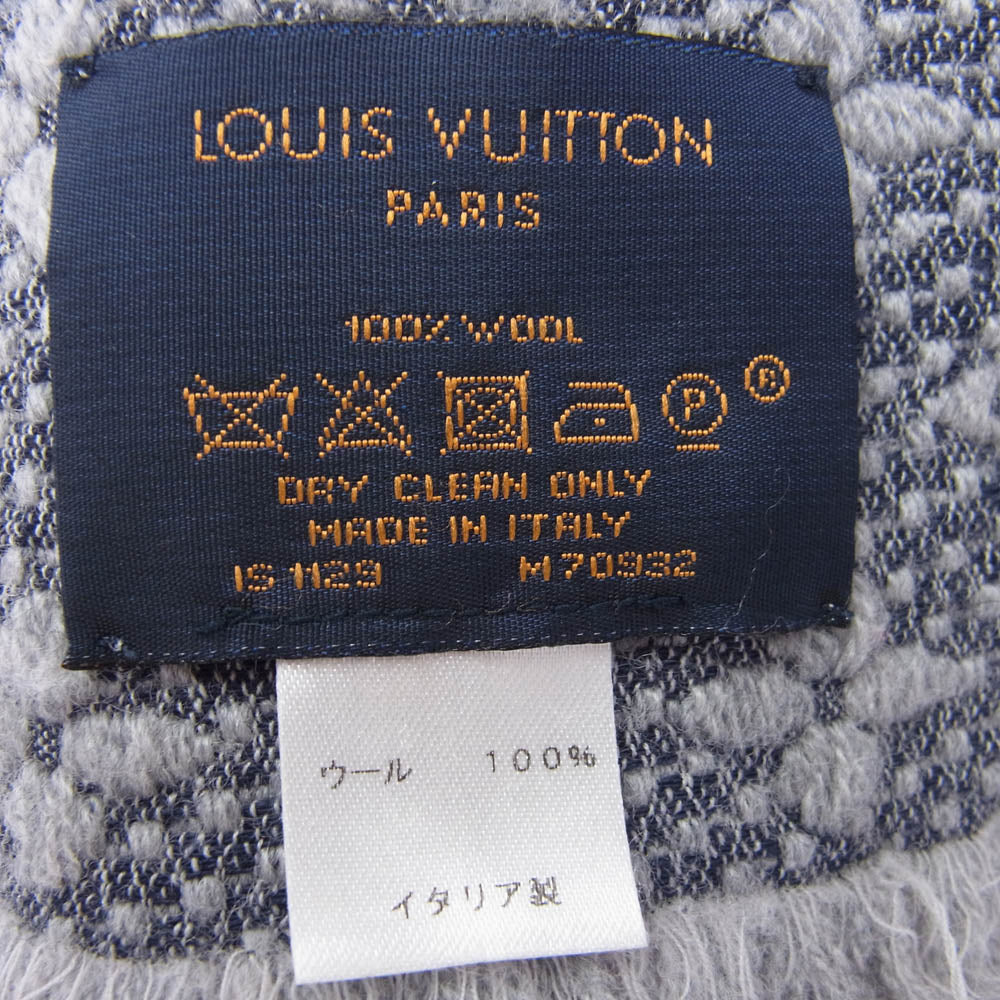 LOUIS VUITTON
PARIS
100% WOOL
P ®
DRY CLEAN ONLY
MADE IN ITALY
IS 1129 M70932
ウール 100%
イタリア製